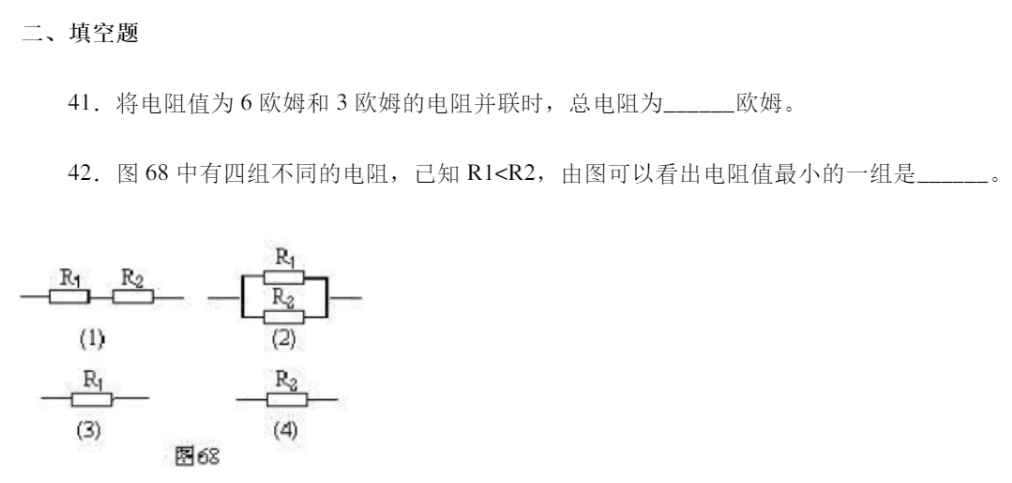 二、填空题
41．将电阻值为 6 欧姆和 3 欧姆的电阻并联时，总电阻为______欧姆。
42．图 68 中有四组不同的电阻，己知 R1<R2，由图可以看出电阻值最小的一组是______。
R1 R2
(1)
R1
R2
(2)
R1
(3)
R2
(4)
图68